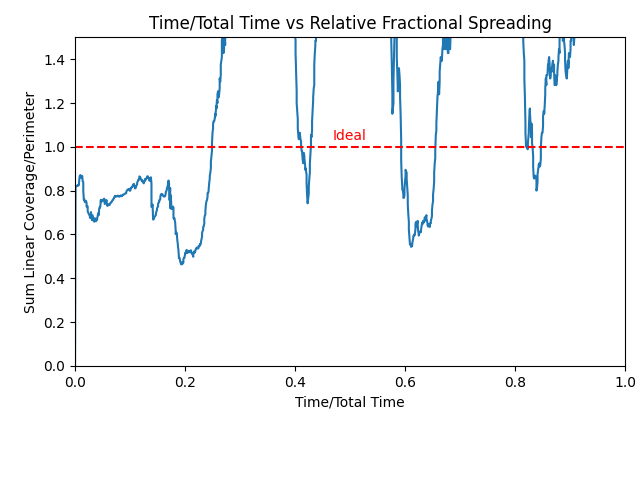 Time/Total Time vs Relative Fractional Spreading
Sum Linear Coverage/Perimeter
1.4
1.2
1.0
0.8
0.6
0.4
0.2
0.0
Ideal
0.0 0.2 0.4 0.6 0.8 1.0
Time/Total Time